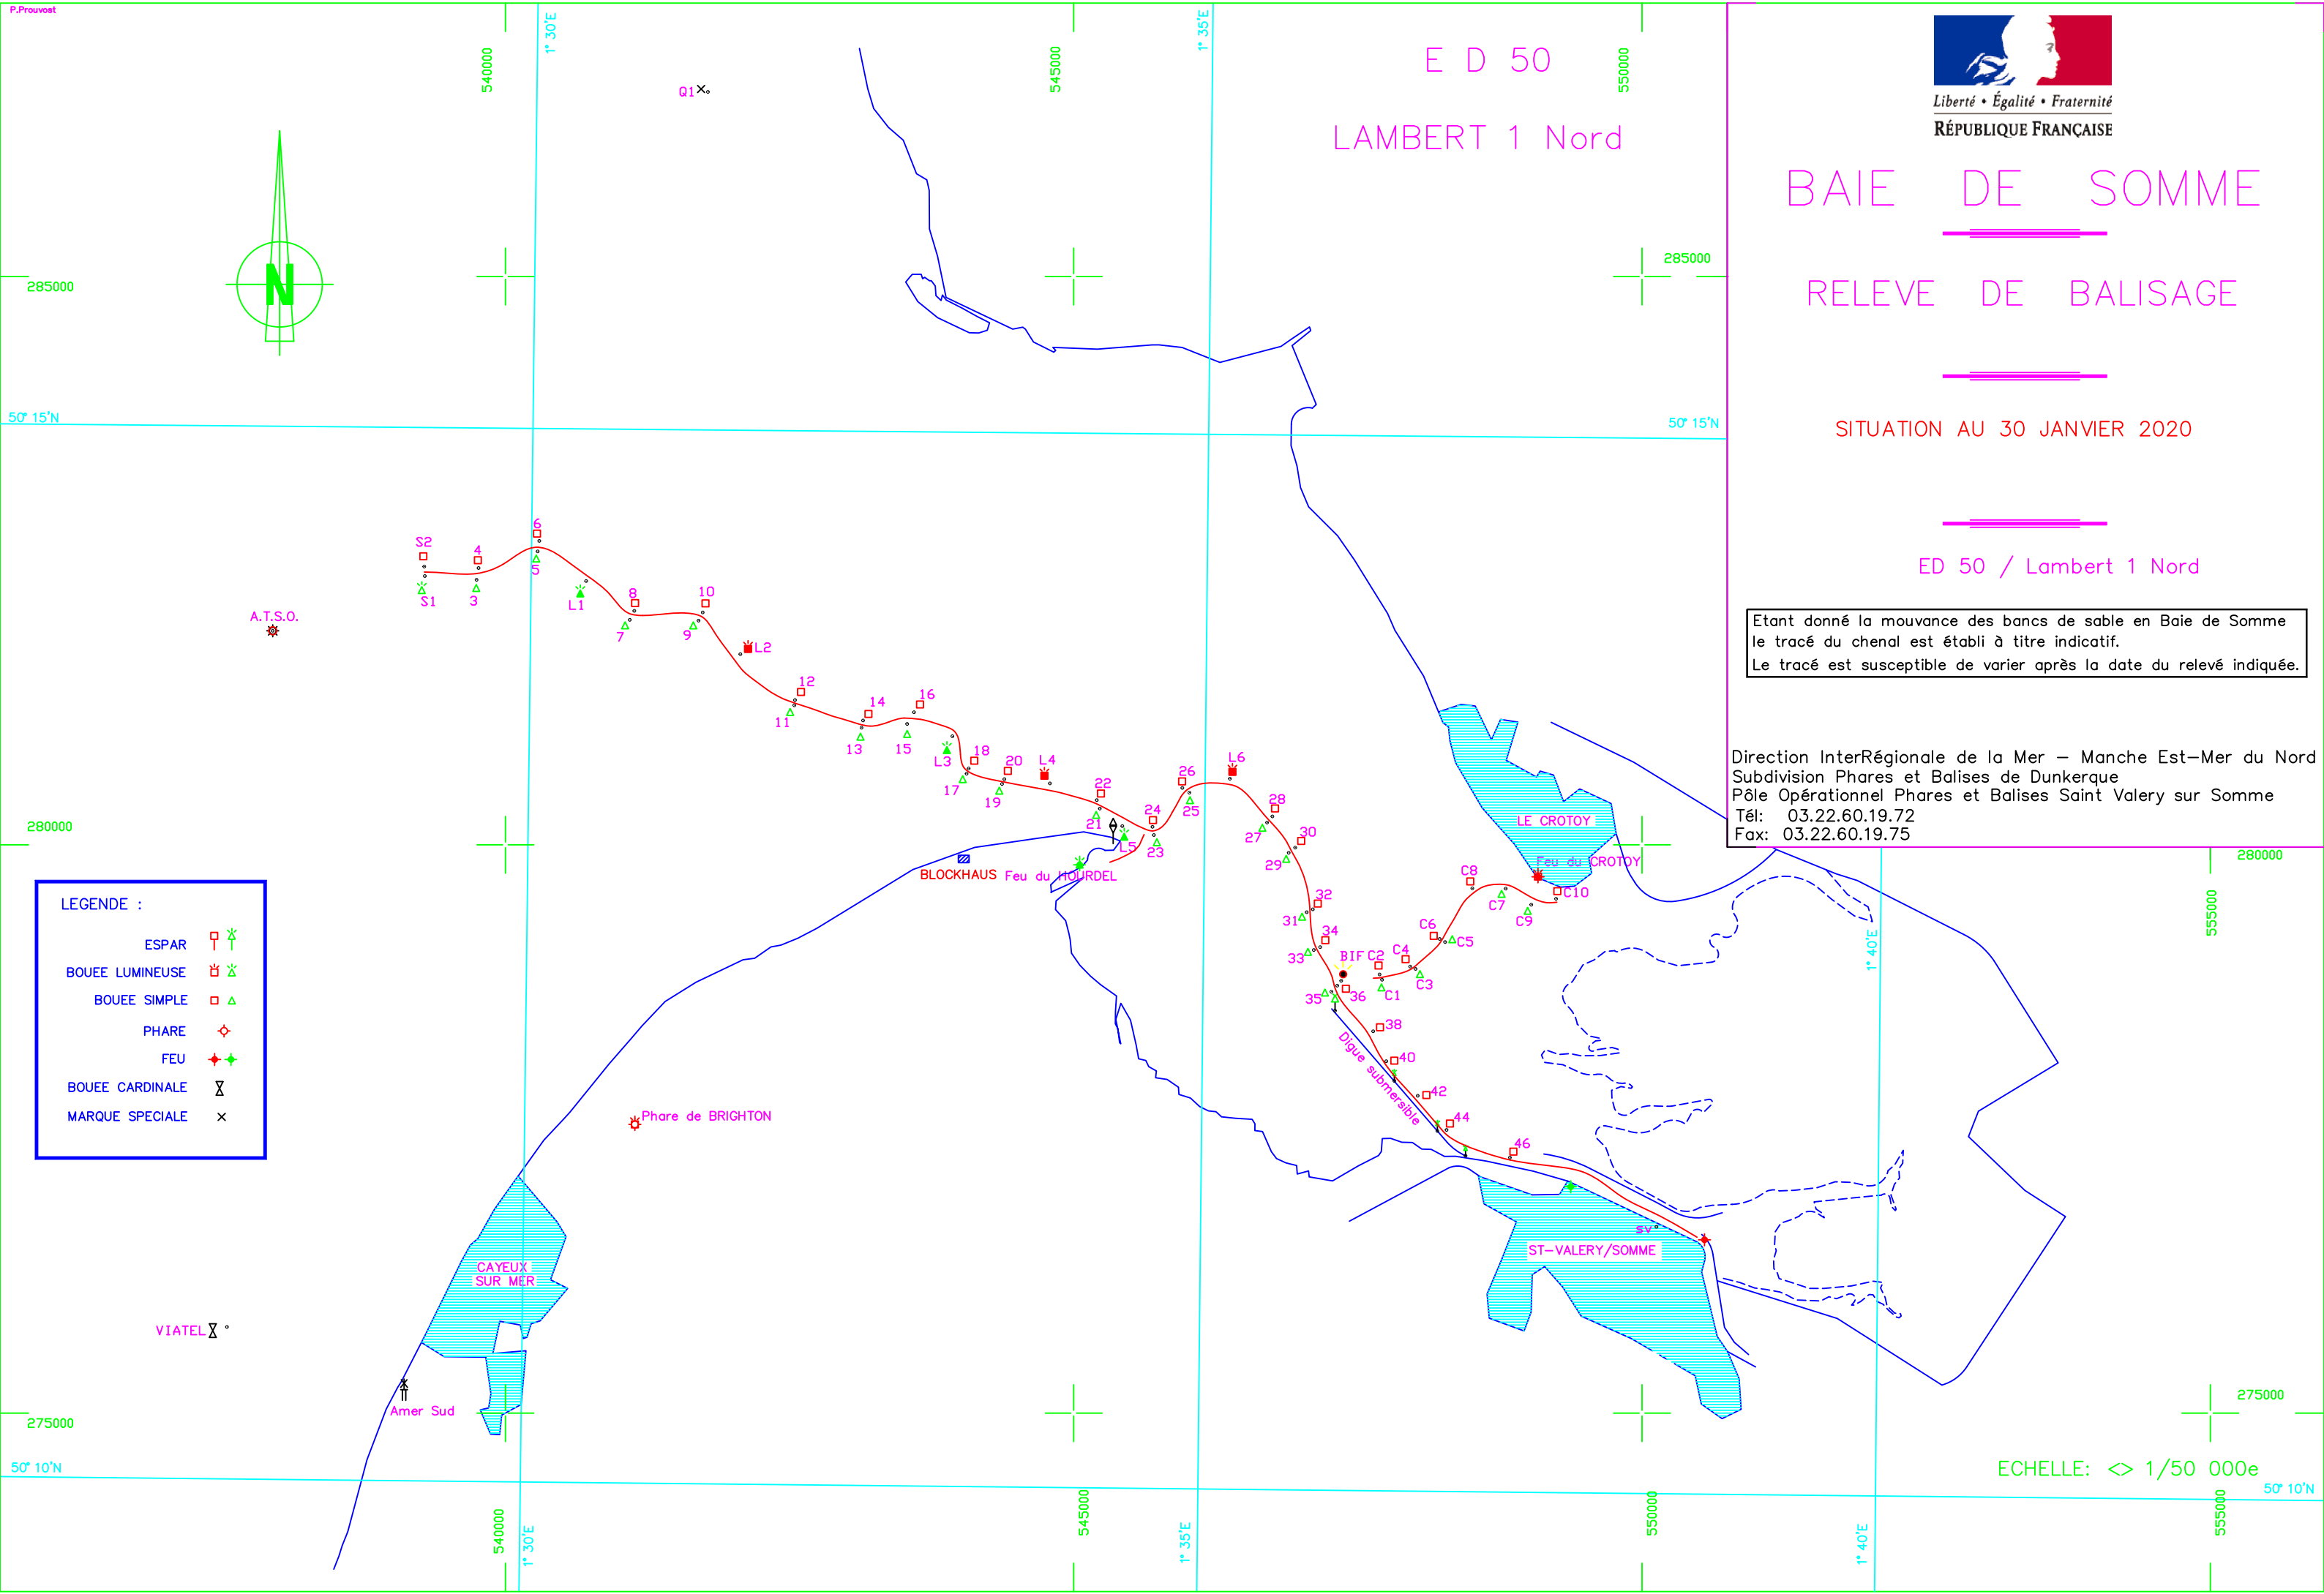 P.Prouvost
540000
1° 30'E
545000
1° 35'E
550000
E D 50
LAMBERT 1 Nord
Liberté • Égalité • Fraternité
RÉPUBLIQUE FRANÇAISE
BAIE DE SOMME
RELEVE DE BALISAGE
SITUATION AU 30 JANVIER 2020
ED 50 / Lambert 1 Nord
Etant donné la mouvance des bancs de sable en Baie de Somme
le tracé du chenal est établi à titre indicatif.
Le tracé est susceptible de varier après la date du relevé indiquée.
Direction InterRégionale de la Mer – Manche Est–Mer du Nord
Subdivision Phares et Balises de Dunkerque
Pôle Opérationnel Phares et Balises Saint Valery sur Somme
Tél: 03.22.60.19.72
Fax: 03.22.60.19.75
Q1
N
285000
285000
50° 15'N
50° 15'N
S2
4
6
S1
3
5
L1
A.T.S.O.
8
10
7
9
L2
12
11
14
16
13
15
L3
18
20
L4
17
19
22
21
L5
24
23
26
25
L6
28
27
30
29
32
31
34
33
BIF
C2
C4
C6
C8
C10
C1
C3
C5
C7
C9
35
36
38
40
42
44
46
Digue submersible
280000
280000
BLOCKHAUS
Feu du HOURDEL
LE CROTOY
Feu du CROTOY
555000
1° 40'E
LEGENDE :
ESPAR
BOUEE LUMINEUSE
BOUEE SIMPLE
PHARE
FEU
BOUEE CARDINALE
MARQUE SPECIALE
Phare de BRIGHTON
CAYEUX
SUR MER
VIATEL
Amer Sud
SV
ST–VALERY/SOMME
275000
275000
50° 10'N
50° 10'N
ECHELLE: <> 1/50 000e
540000
1° 30'E
545000
1° 35'E
550000
1° 40'E
555000